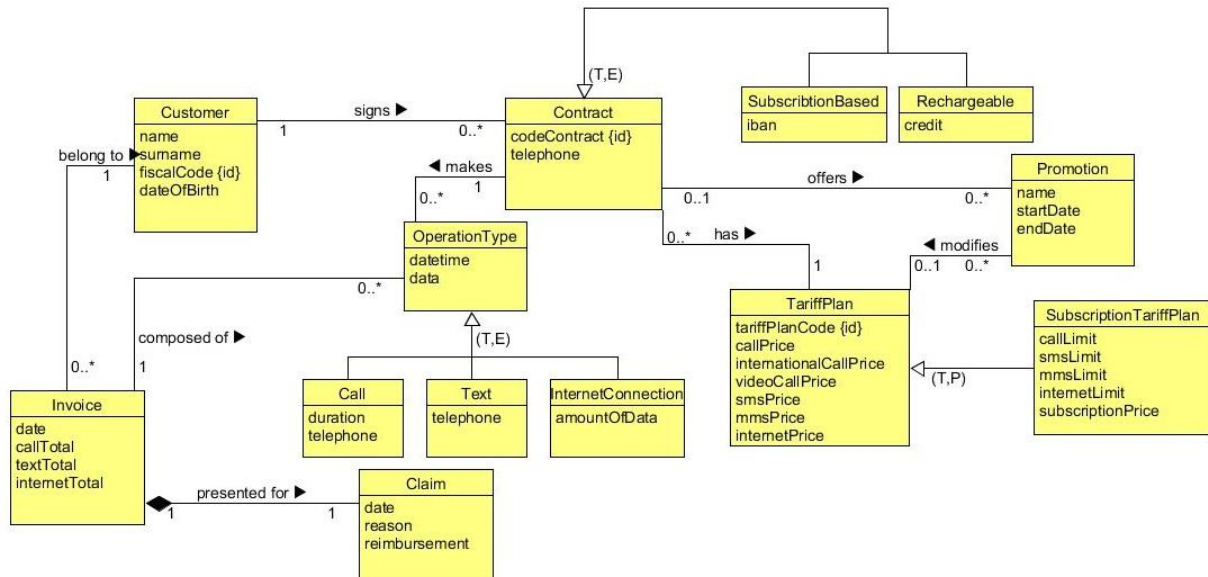 (T,E)
SubscribtionBased
iban
Rechargeable
credit
Customer
name
surname
fiscalCode {id}
dateOfBirth
signs ▶
1
0..*
Contract
codeContract {id}
telephone
belong to ▶
1
◀ makes
0..*
1
offers ▶
0..1
0..*
Promotion
name
startDate
endDate
OperationType
datetime
data
0..*
has ▶
1
◀ modifies
0..1
0..*
0..*
composed of ▶
1
0..*
(T,E)
TariffPlan
tariffPlanCode {id}
callPrice
internationalCallPrice
videoCallPrice
smsPrice
mmsPrice
internetPrice
(T,P)
SubscriptionTariffPlan
callLimit
smsLimit
mmsLimit
internetLimit
subscriptionPrice
Invoice
date
callTotal
textTotal
internetTotal
Call
duration
telephone
Text
telephone
InternetConnection
amountOfData
presented for ▶
1
1
Claim
date
reason
reimbursement